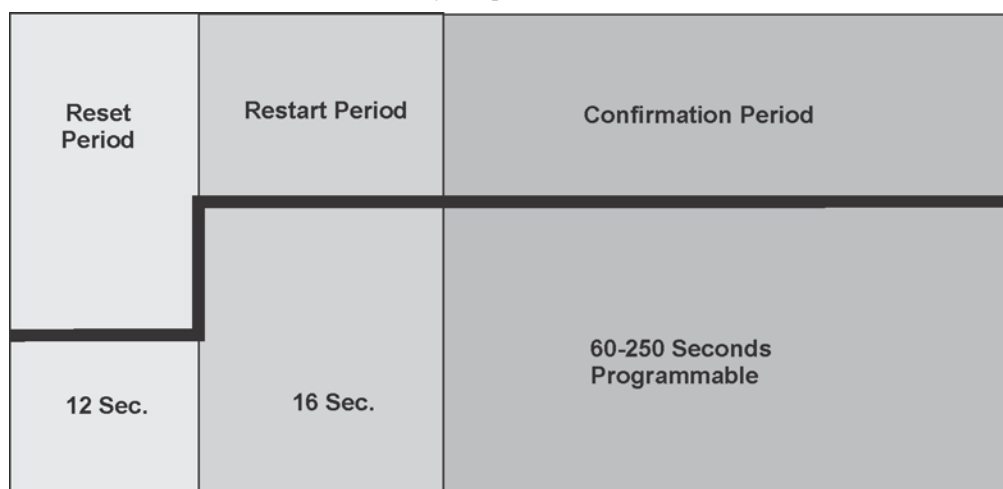 Reset
Period
Restart Period
Confirmation Period
12 Sec.
16 Sec.
60-250 Seconds
Programmable